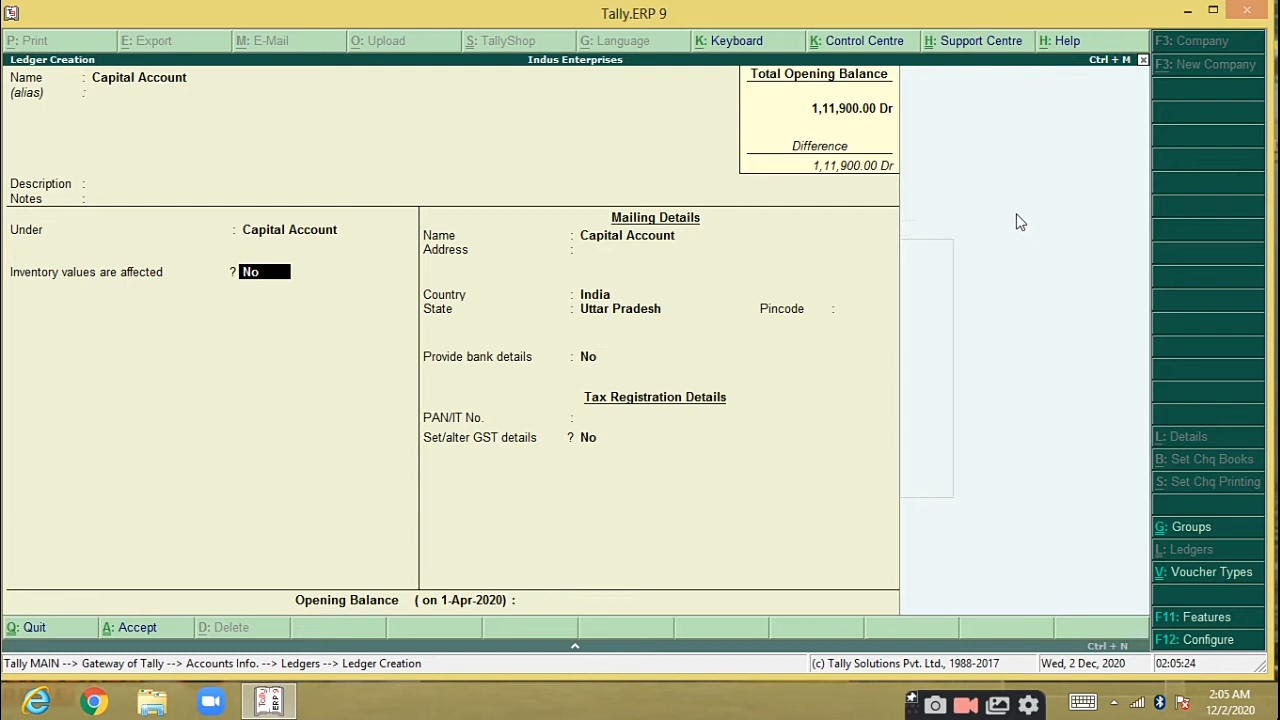 Tally.ERP 9
P: Print E: Export M: E-Mail O: Upload S: TallyShop G: Language K: Keyboard K: Control Centre H: Support Centre H: Help F3: Company
Ledger Creation Indus Enterprises Ctrl + M
F3: New Company
Name : Capital Account
(alias) :
Total Opening Balance
1,11,900.00 Dr
Difference
1,11,900.00 Dr
Description :
Notes :
Under : Capital Account
Inventory values are affected ? No
Mailing Details
Name : Capital Account
Address :
Country : India
State : Uttar Pradesh Pincode :
Provide bank details : No
Tax Registration Details
PAN/IT No. :
Set/alter GST details ? No
Opening Balance ( on 1-Apr-2020) :
L: Details
B: Set Chq Books
S: Set Chq Printing
G: Groups
L: Ledgers
V: Voucher Types
F11: Features
F12: Configure
Q: Quit A: Accept D: Delete
Ctrl + N
Tally MAIN --> Gateway of Tally --> Accounts Info. --> Ledgers --> Ledger Creation (c) Tally Solutions Pvt. Ltd., 1988-2017 Wed, 2 Dec, 2020 02:05:24
Tally ERP 9
2:05 AM
12/2/2020